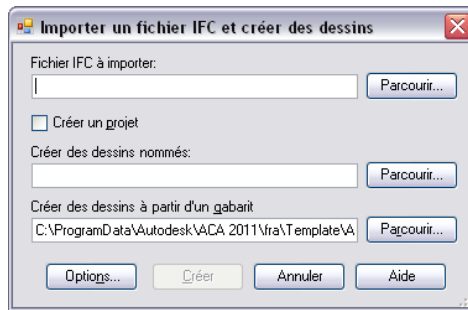 Importer un fichier IFC et créer des dessins
Fichier IFC à importer:
Parcourir...
Créer un projet
Créer des dessins nommés:
Parcourir...
Créer des dessins à partir d'un gabarit
C:\ProgramData\Autodesk\ACA 2011\fra\Template\A
Parcourir...
Options... Créer Annuler Aide